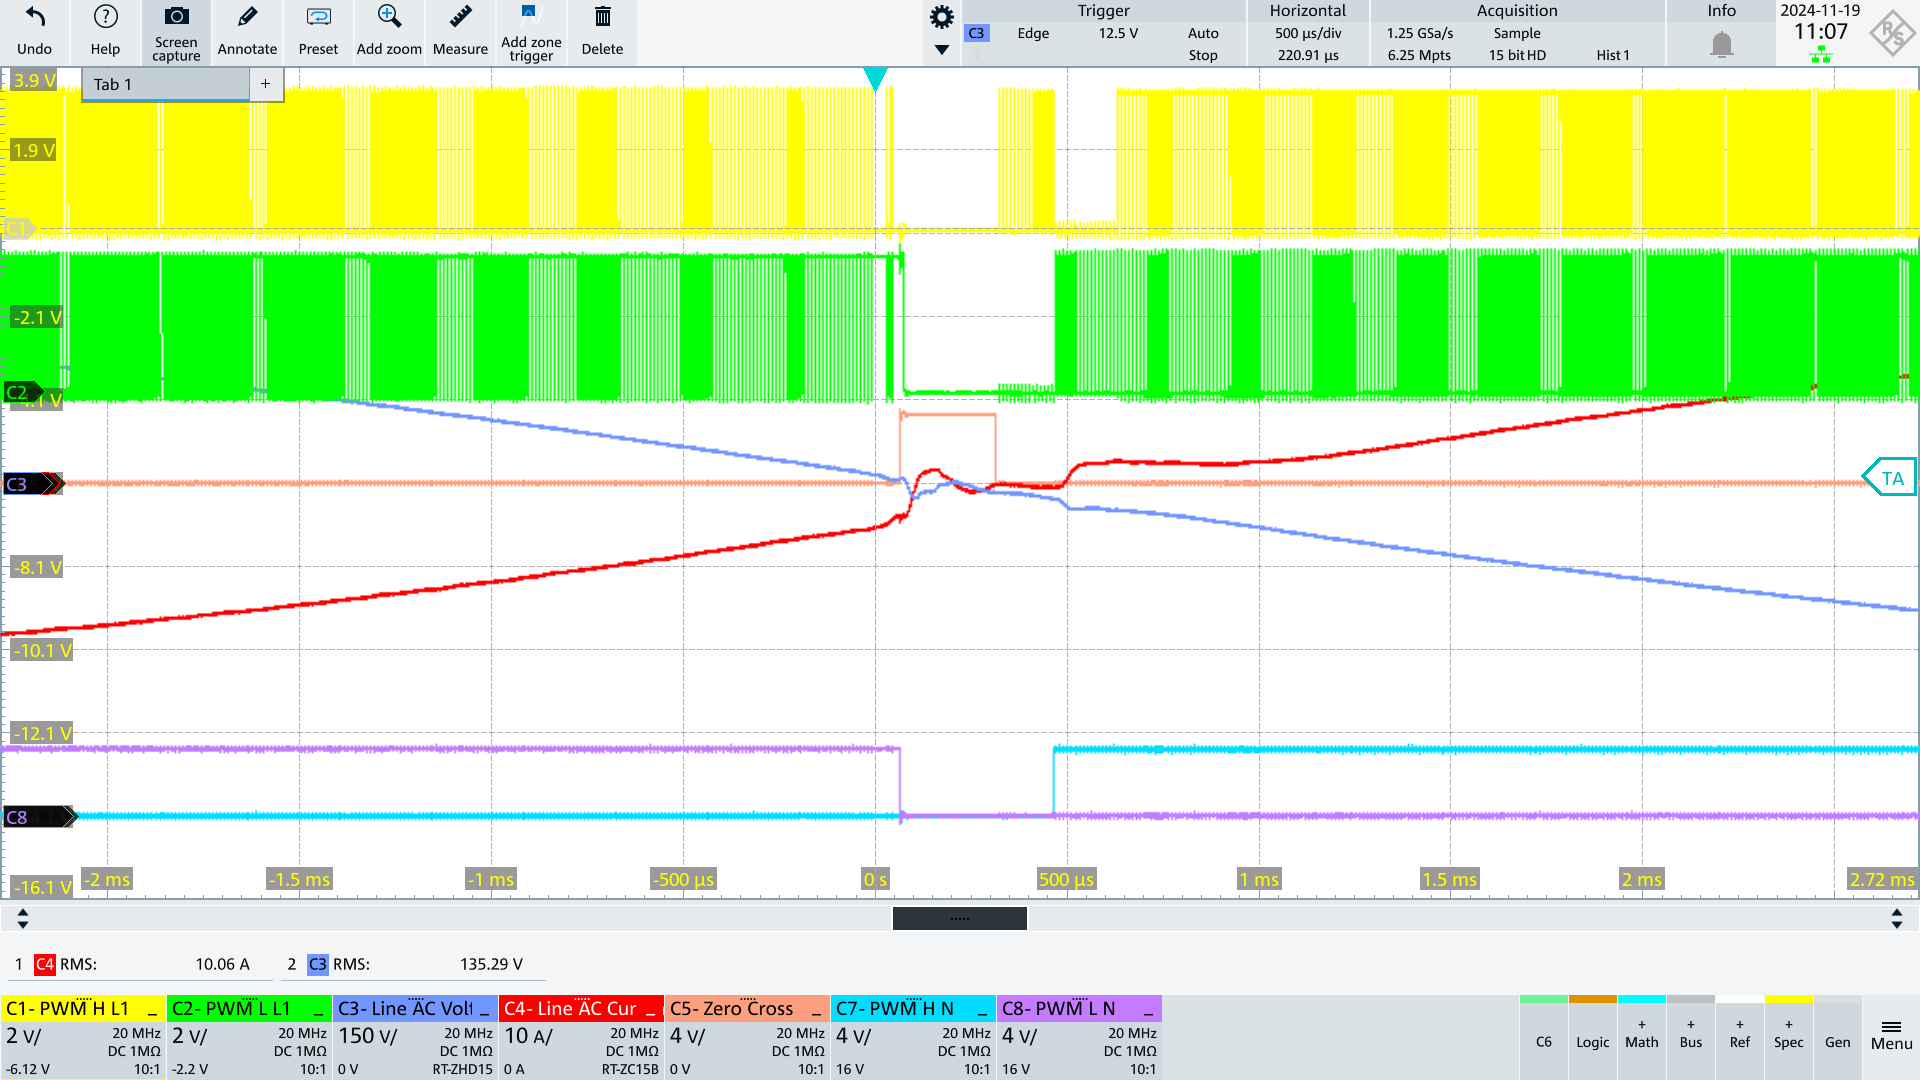 Undo
Help
Screen
capture
Annotate
Preset
Add zoom
Measure
Add zone
trigger
Delete
Trigger
C3 Edge 12.5 V Auto
Stop
Horizontal
500 µs/div
220.91 µs
Acquisition
1.25 GSa/s Sample
6.25 Mpts 15 bit HD Hist 1
Info
2024-11-19
11:07
Tab 1 +
3.9 V
1.9 V
C1
-2.1 V
C2
-4.1 V
C3
TA
-8.1 V
-10.1 V
-12.1 V
C8
-16.1 V
-2 ms -1.5 ms -1 ms -500 µs 0 s 500 µs 1 ms 1.5 ms 2 ms 2.72 ms
1 C4 RMS: 10.06 A 2 C3 RMS: 135.29 V
C1- PWM H L1
2 V/ 20 MHz
DC 1MΩ
-6.12 V 10:1
C2- PWM L L1
2 V/ 20 MHz
DC 1MΩ
-2.2 V 10:1
C3- Line AC Volt
150 V/ 20 MHz
DC 1MΩ
0 V RT-ZHD15
C4- Line AC Cur
10 A/ 20 MHz
DC 1MΩ
0 A RT-ZC15B
C5- Zero Cross
4 V/ 20 MHz
DC 1MΩ
0 V 10:1
C7- PWM H N
4 V/ 20 MHz
DC 1MΩ
16 V 10:1
C8- PWM L N
4 V/ 20 MHz
DC 1MΩ
16 V 10:1
C6
Logic
+ Math
+ Bus
+ Ref
+ Spec
Gen
Menu